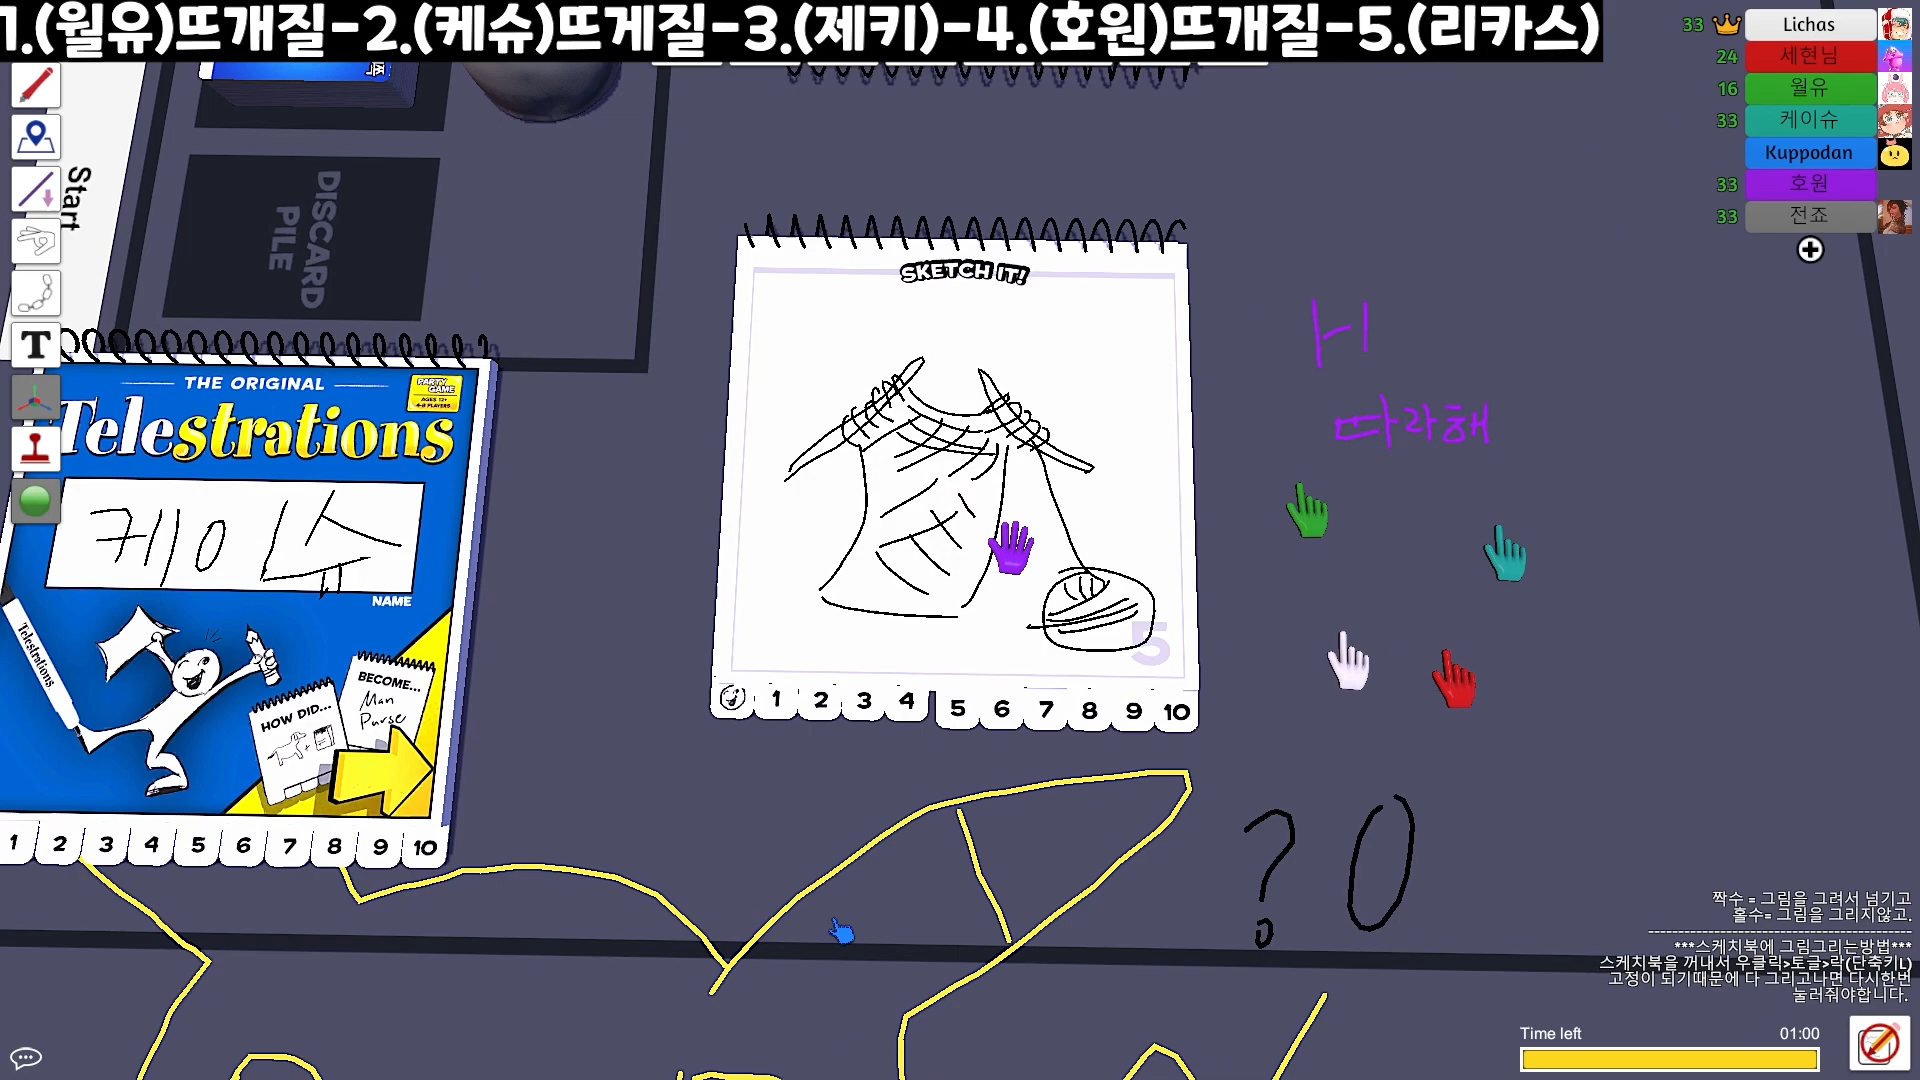 1.(월유)뜨개질-2.(케슈)뜨게질-3.(제키)-4.(호원)뜨개질-5.(리카스)
33 Lichas
24 세현님
16 월유
33 케이슈
Kuppodan
33 호원
33 전죠
Start
DISCARD
PILE
SKETCH IT!
5
1 2 3 4 5 6 7 8 9 10
H
따라해
T
THE ORIGINAL
PARTY GAME
AGES 12+
4-8 PLAYERS
Telestrations
케이슈
NAME
Telestrations
HOW DID...
BECOME...
Man
Purse
1 2 3 4 5 6 7 8 9 10
? 0
짝수 = 그림을 그려서 넘기고
홀수= 그림을 그리지않고.
***스케치북에 그림그리는방법***
스케치북을 꺼내서 우클릭>토글>락(단축키L)
고정이 되기때문에 다 그리고나면 다시한번
눌러줘야합니다.
Time left 01:00